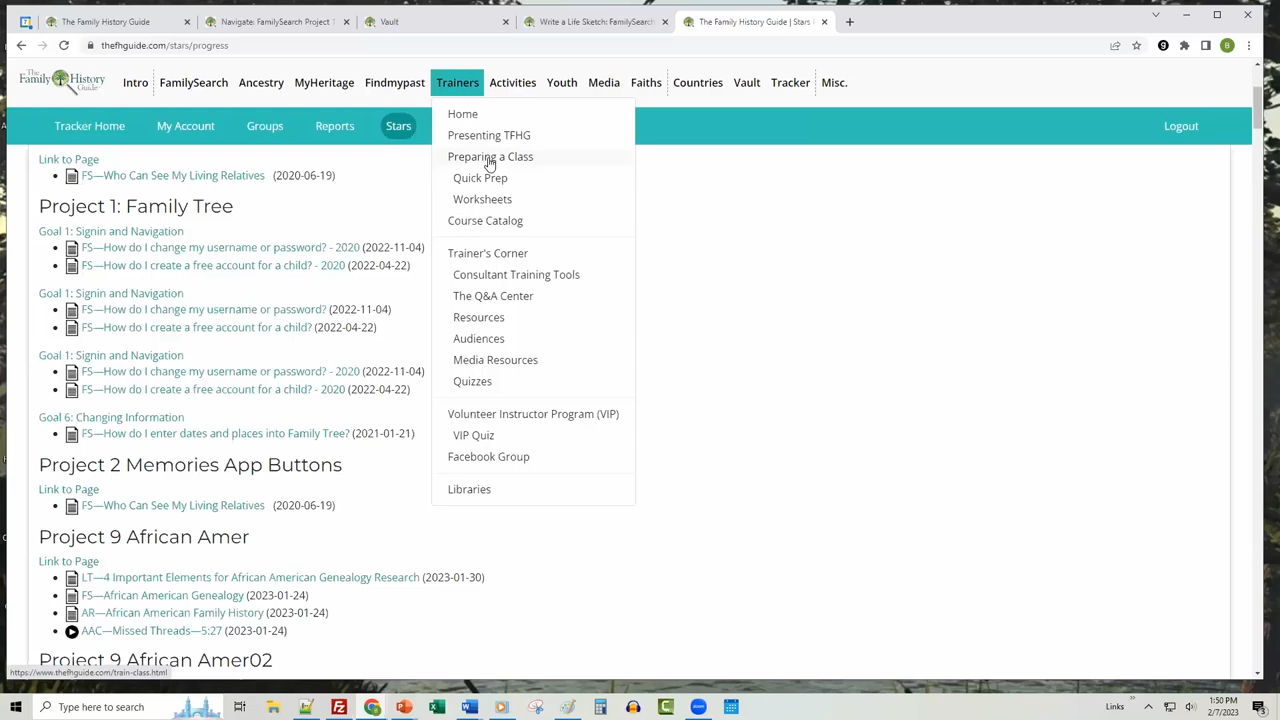 The Family History Guide
Navigate: FamilySearch Project
Vault
Write a Life Sketch: FamilySearch
The Family History Guide | Stars
thefhguide.com/stars/progress
The Family History Guide
Intro FamilySearch Ancestry MyHeritage Findmypast Trainers Activities Youth Media Faiths Countries Vault Tracker Misc.
Tracker Home My Account Groups Reports Stars Logout
Home
Presenting TFHG
Preparing a Class
Quick Prep
Worksheets
Course Catalog
Trainer's Corner
Consultant Training Tools
The Q&A Center
Resources
Audiences
Media Resources
Quizzes
Volunteer Instructor Program (VIP)
VIP Quiz
Facebook Group
Libraries
Link to Page
FS—Who Can See My Living Relatives (2020-06-19)
Project 1: Family Tree
Goal 1: Signin and Navigation
FS—How do I change my username or password? - 2020 (2022-11-04)
FS—How do I create a free account for a child? - 2020 (2022-04-22)
Goal 1: Signin and Navigation
FS—How do I change my username or password? (2022-11-04)
FS—How do I create a free account for a child? (2022-04-22)
Goal 1: Signin and Navigation
FS—How do I change my username or password? - 2020 (2022-11-04)
FS—How do I create a free account for a child? - 2020 (2022-04-22)
Goal 6: Changing Information
FS—How do I enter dates and places into Family Tree? (2021-01-21)
Project 2 Memories App Buttons
Link to Page
FS—Who Can See My Living Relatives (2020-06-19)
Project 9 African Amer
Link to Page
LT—4 Important Elements for African American Genealogy Research (2023-01-30)
FS—African American Genealogy (2023-01-24)
AR—African American Family History (2023-01-24)
AAC—Missed Threads—5:27 (2023-01-24)
Project 9 African Amer02
https://www.thefhguide.com/train-class.html
Type here to search
Links
1:50 PM
2/7/2023